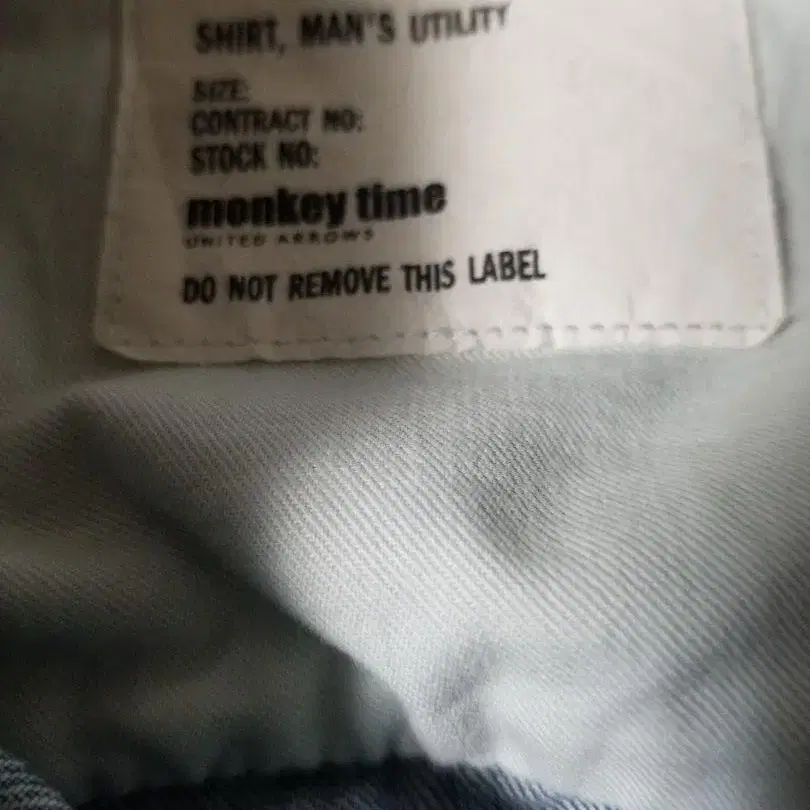 SHIRT, MAN'S UTILITY
SIZE:
CONTRACT NO:
STOCK NO:
monkey time
UNITED ARROWS
DO NOT REMOVE THIS LABEL